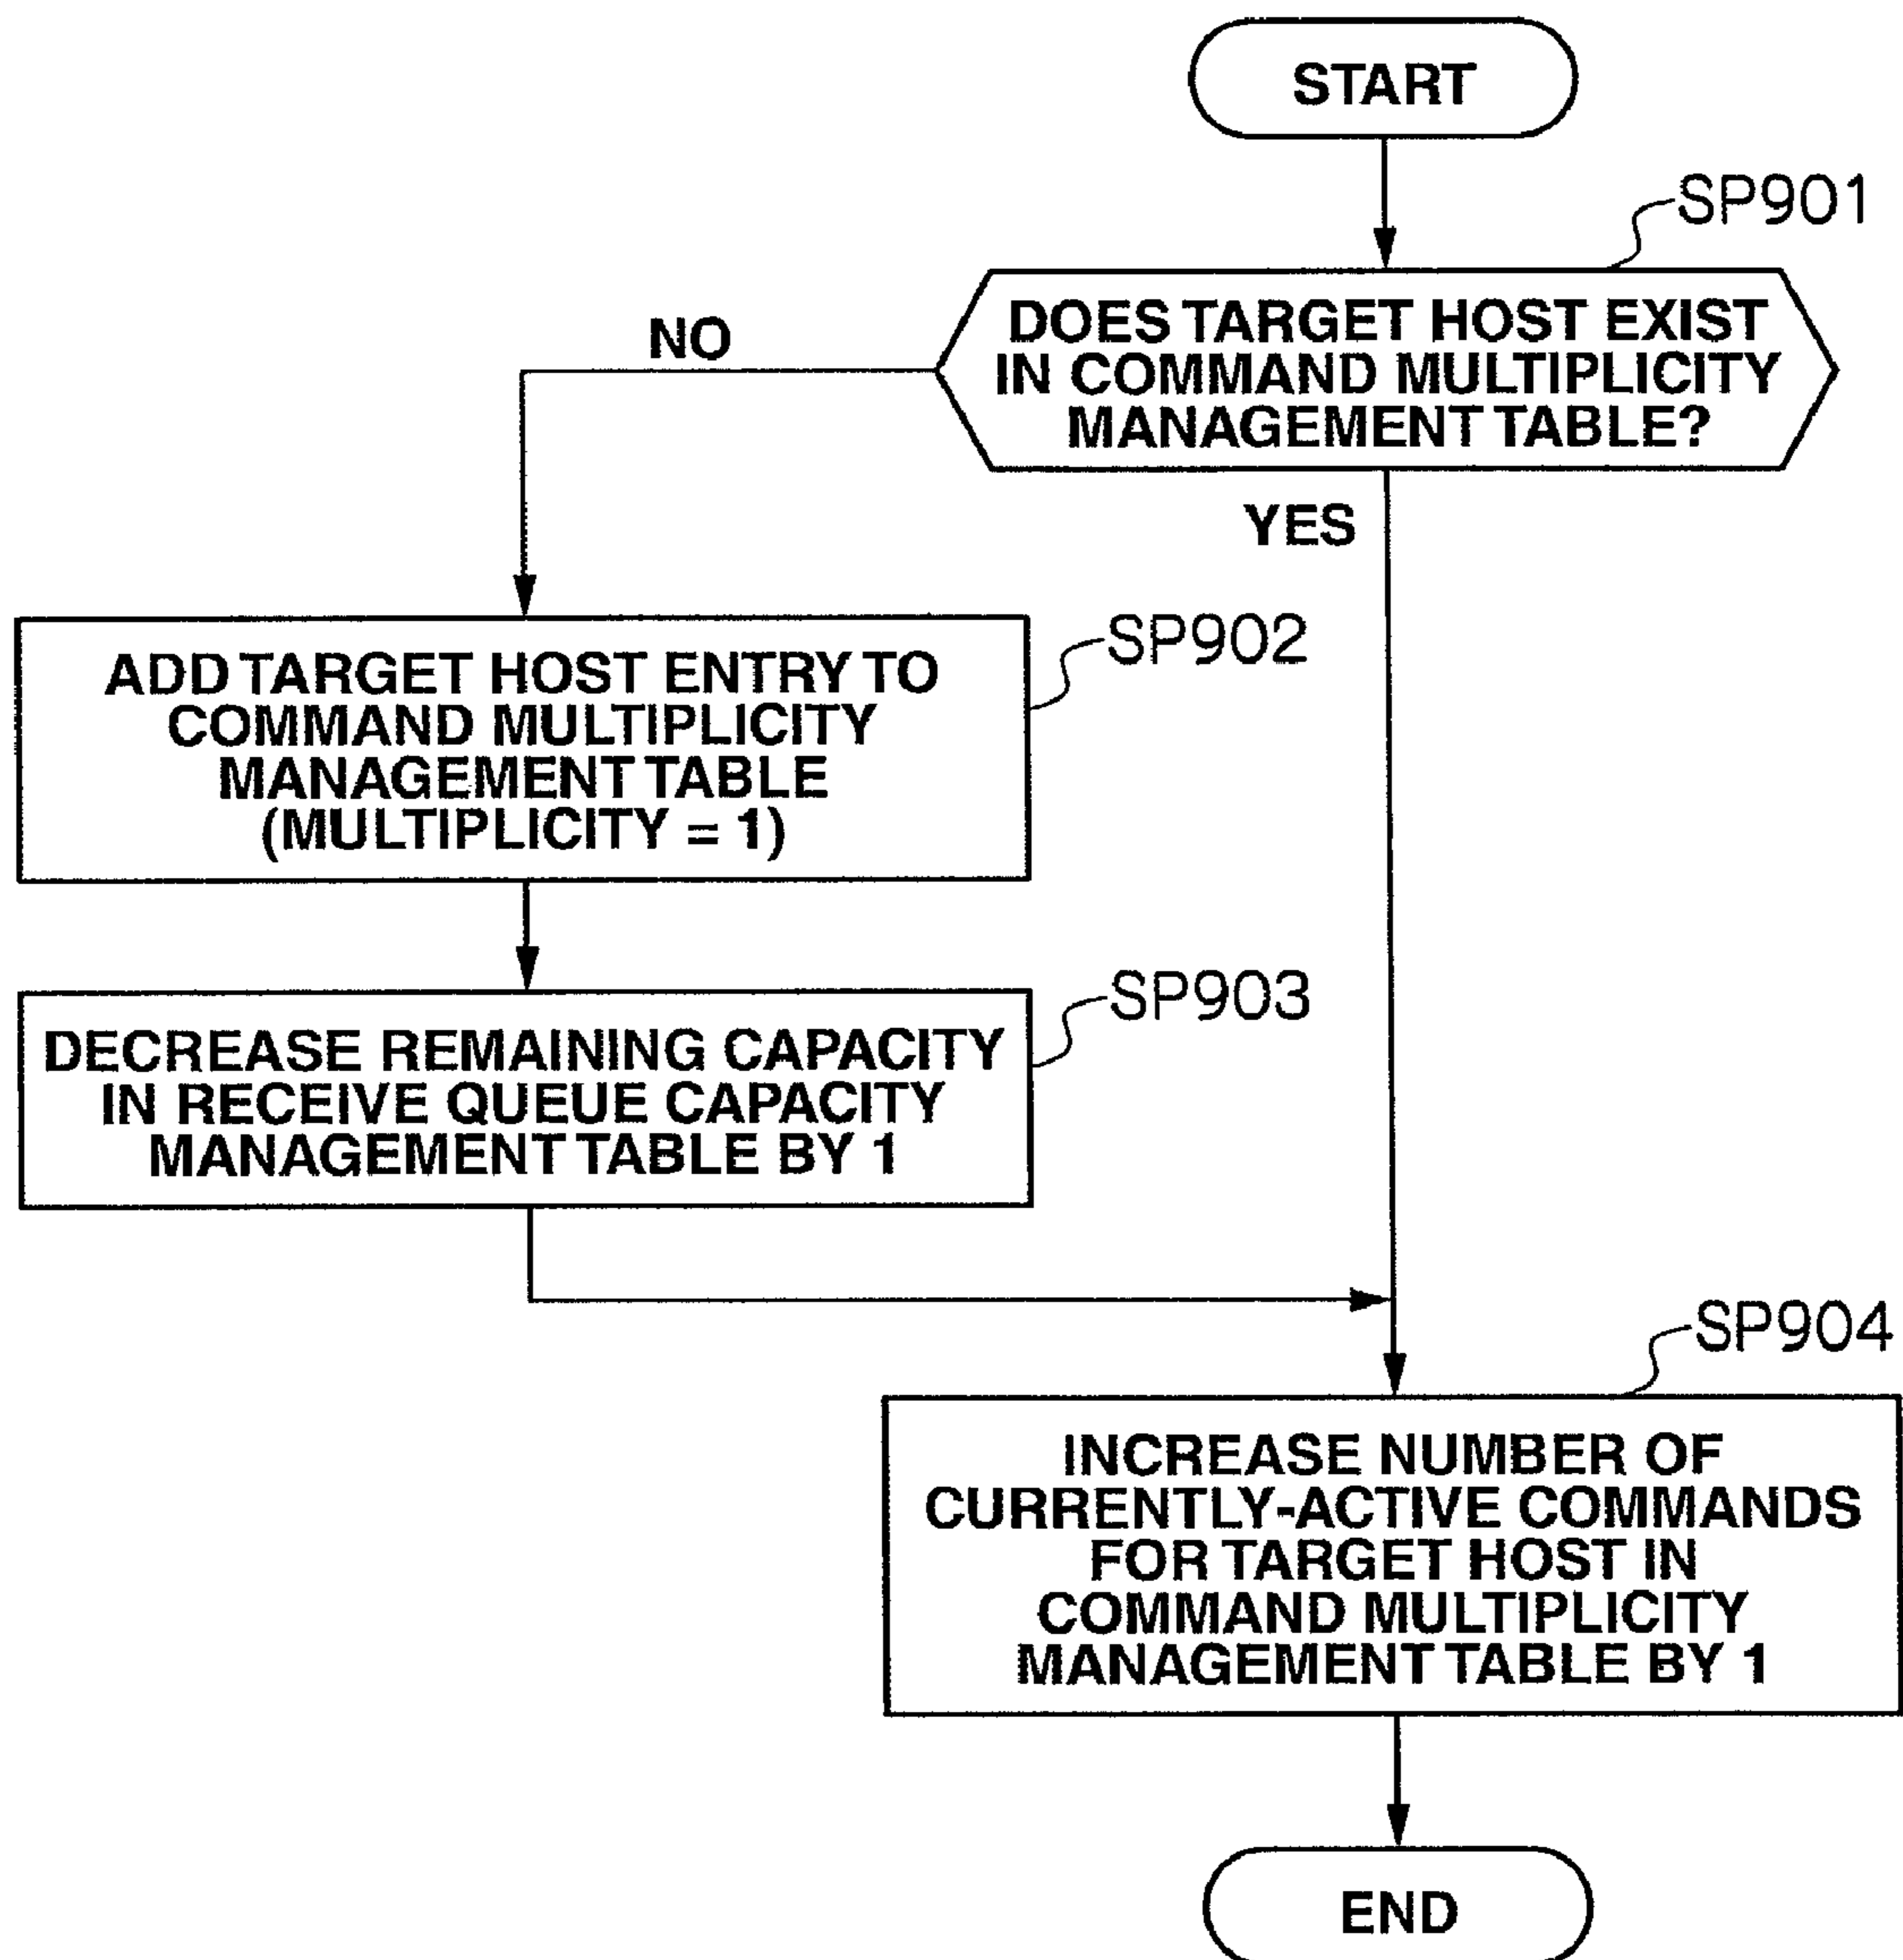 START
SP901
DOES TARGET HOST EXIST
IN COMMAND MULTIPLICITY
MANAGEMENT TABLE?
NO
YES
SP902
ADD TARGET HOST ENTRY TO
COMMAND MULTIPLICITY
MANAGEMENT TABLE
(MULTIPLICITY = 1)
SP903
DECREASE REMAINING CAPACITY
IN RECEIVE QUEUE CAPACITY
MANAGEMENT TABLE BY 1
SP904
INCREASE NUMBER OF
CURRENTLY-ACTIVE COMMANDS
FOR TARGET HOST IN
COMMAND MULTIPLICITY
MANAGEMENT TABLE BY 1
END